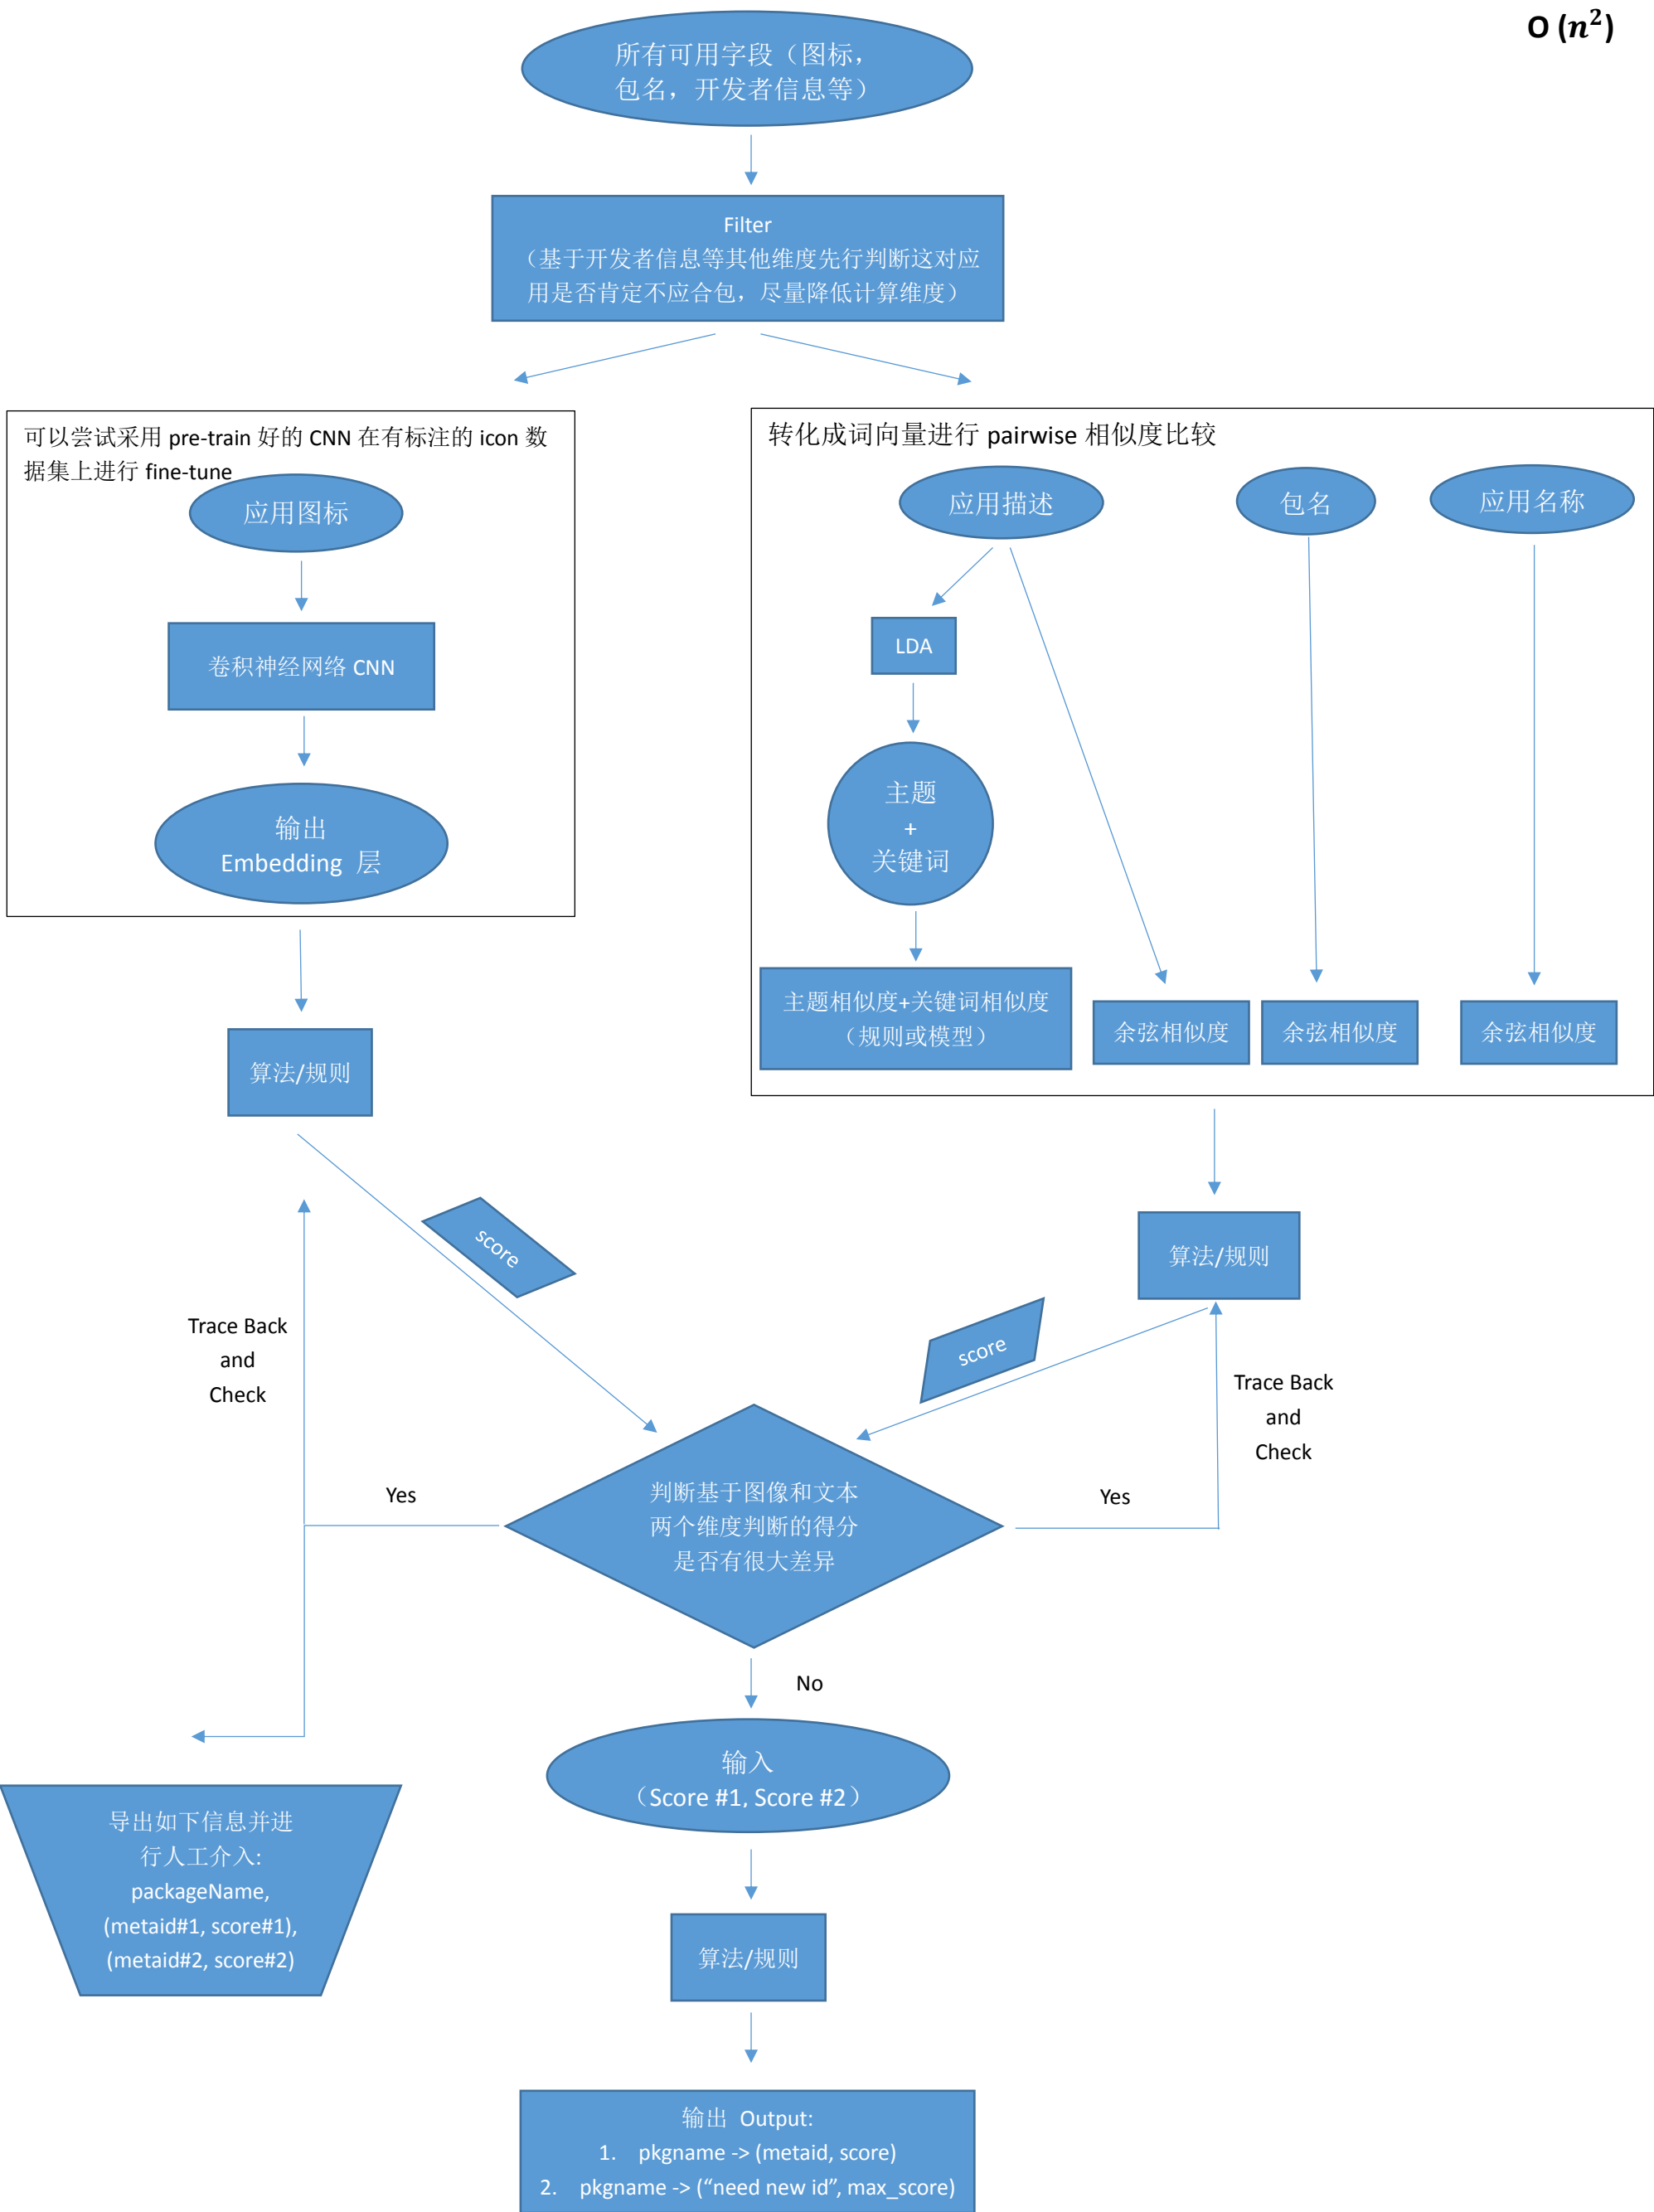 O (n²)
所有可用字段（图标，
包名，开发者信息等）
Filter
（基于开发者信息等其他维度先行判断这对应
用是否肯定不应合包，尽量降低计算维度）
可以尝试采用 pre-train 好的 CNN 在有标注的 icon 数
据集上进行 fine-tune
应用图标
卷积神经网络 CNN
输出
Embedding 层
算法/规则
转化成词向量进行 pairwise 相似度比较
应用描述
包名
应用名称
LDA
主题
+
关键词
主题相似度+关键词相似度
（规则或模型）
余弦相似度
余弦相似度
余弦相似度
算法/规则
score
score
Trace Back
and
Check
Trace Back
and
Check
Yes
判断基于图像和文本
两个维度判断的得分
是否有很大差异
Yes
No
输入
（Score #1, Score #2）
导出如下信息并进
行人工介入:
packageName,
(metaid#1, score#1),
(metaid#2, score#2)
算法/规则
输出 Output:
1. pkgname -> (metaid, score)
2. pkgname -> (“need new id”, max_score)